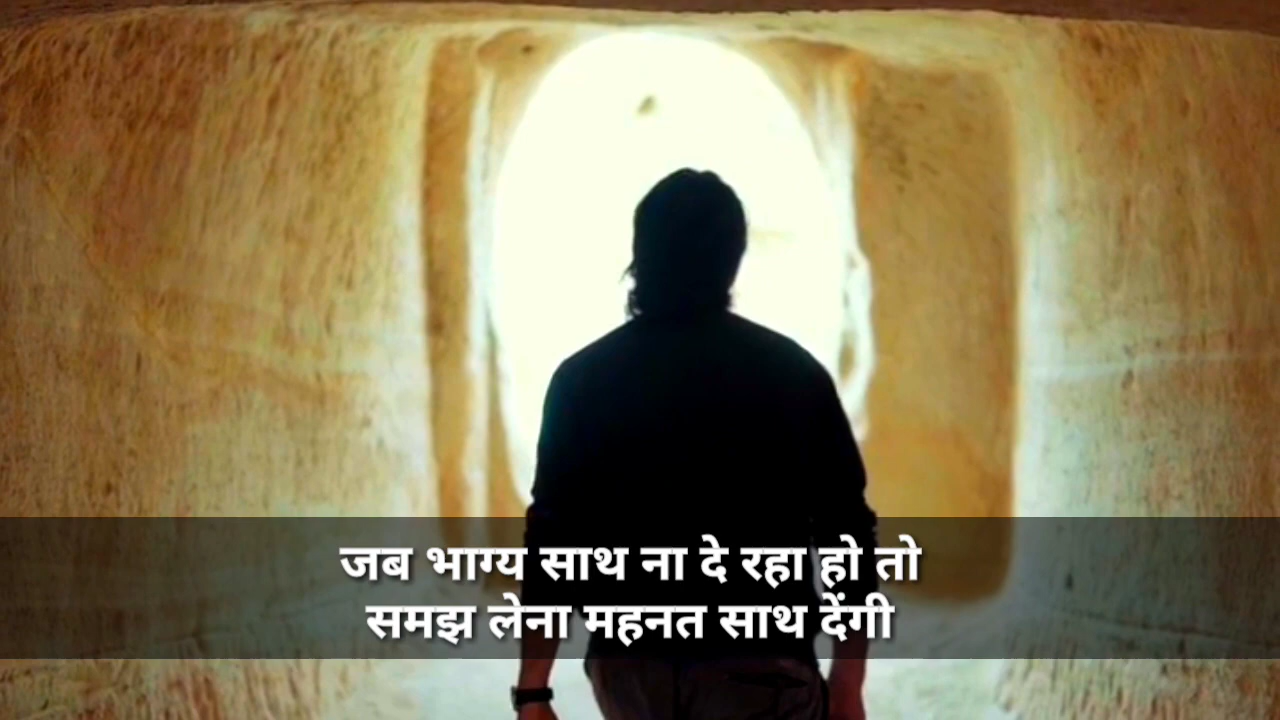 जब भाग्य साथ ना दे रहा हो तो
समझ लेना महनत साथ देंगी